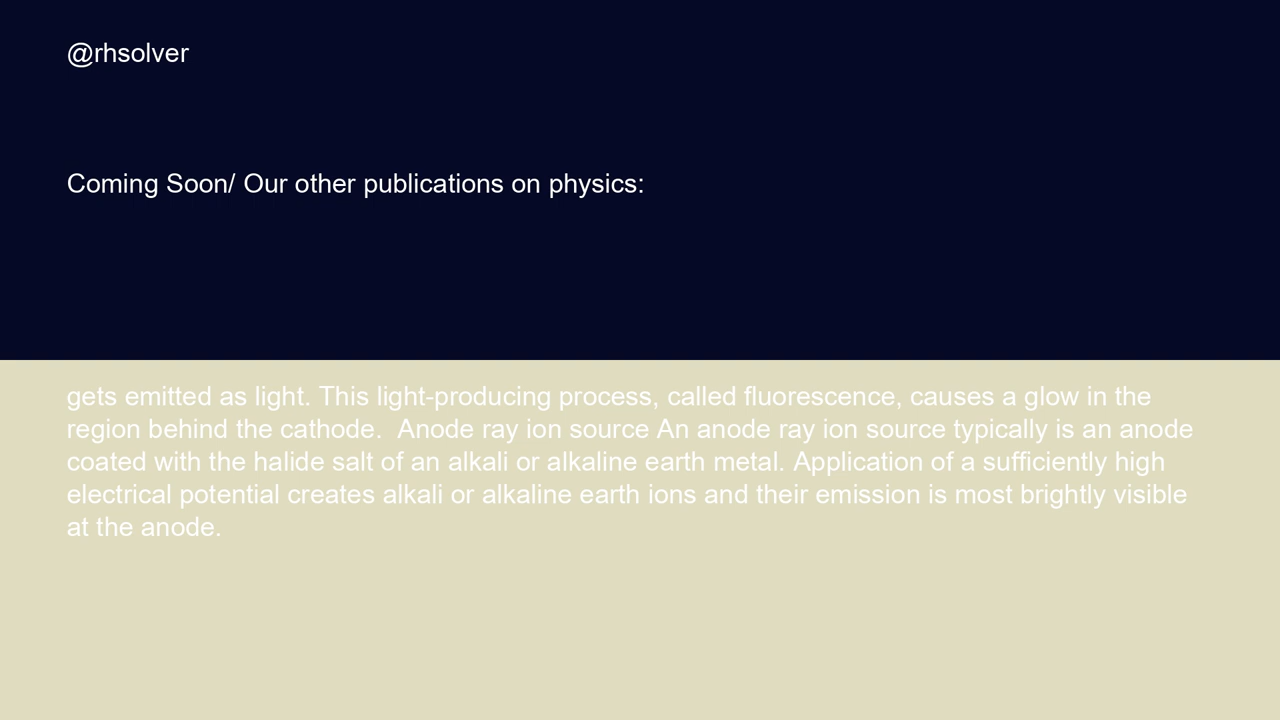 @rhsolver
Coming Soon/ Our other publications on physics:
gets emitted as light. This light-producing process, called fluorescence, causes a glow in the
region behind the cathode.  Anode ray ion source An anode ray ion source typically is an anode
coated with the halide salt of an alkali or alkaline earth metal. Application of a sufficiently high
electrical potential creates alkali or alkaline earth ions and their emission is most brightly visible
at the anode.